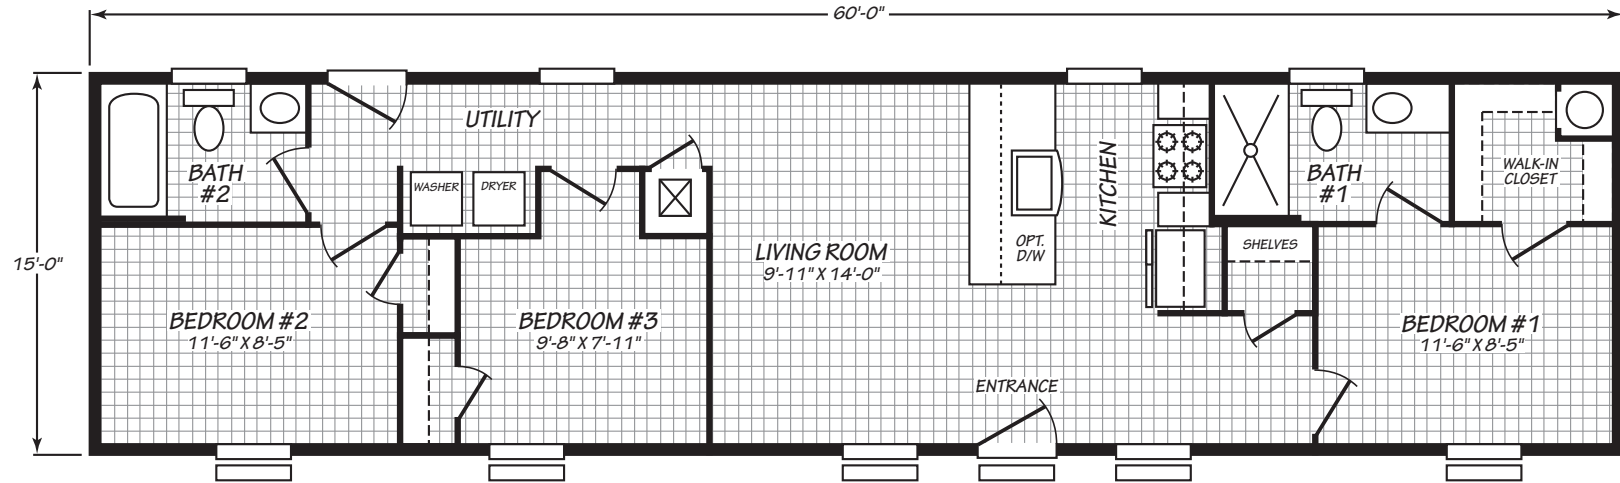 60'-0"
15'-0"
BATH
#2
UTILITY
WASHER
DRYER
BEDROOM #2
11'-6" X 8'-5"
BEDROOM #3
9'-8" X 7'-11"
LIVING ROOM
9'-11" X 14'-0"
OPT.
D/W
KITCHEN
ENTRANCE
SHELVES
BATH
#1
WALK-IN
CLOSET
BEDROOM #1
11'-6" X 8'-5"